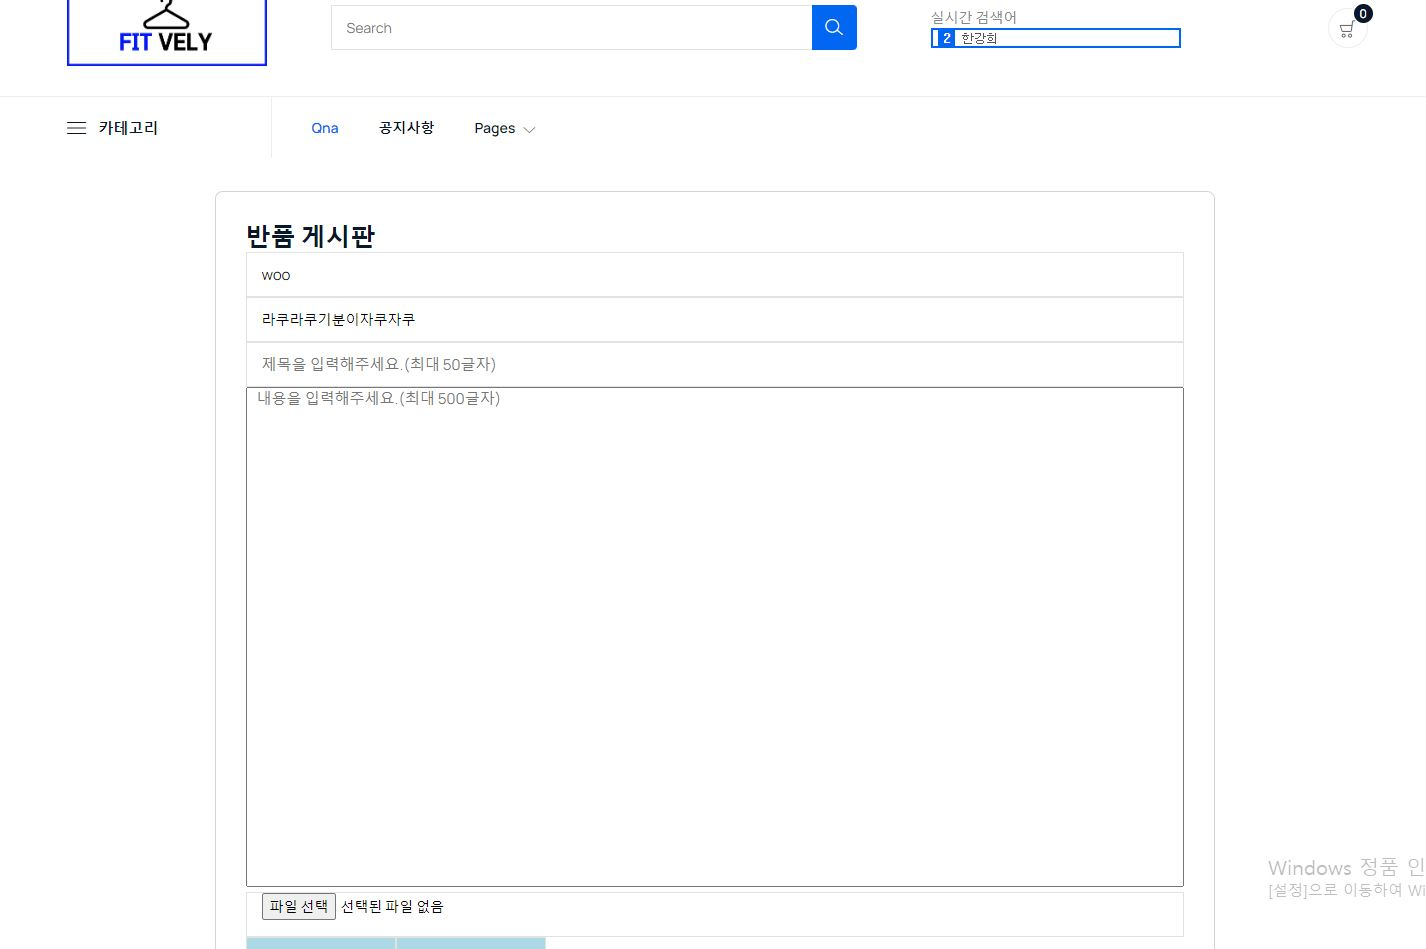 FIT VELY
Search
실시간 검색어
2 한강희
0
카테고리
Qna
공지사항
Pages
반품 게시판
woo
라쿠라쿠기분이자쿠자쿠
제목을 입력해주세요.(최대 50글자)
내용을 입력해주세요.(최대 500글자)
Windows 정품 인
[설정]으로 이동하여 Wi
파일 선택 선택된 파일 없음